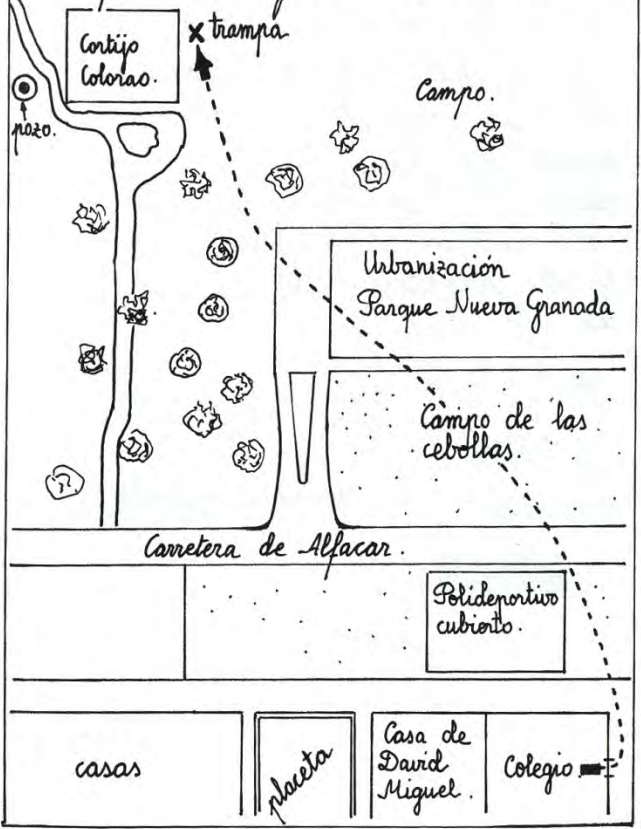 Cortijo
Colorao.
trampa
pozo.
Campo.
Urbanización
Parque Nueva Granada
Campo de las
cebollas.
Carretera de Alfacar.
Polideportivo
cubierto.
casas
placeta
Casa de
David
Miguel.
Colegio